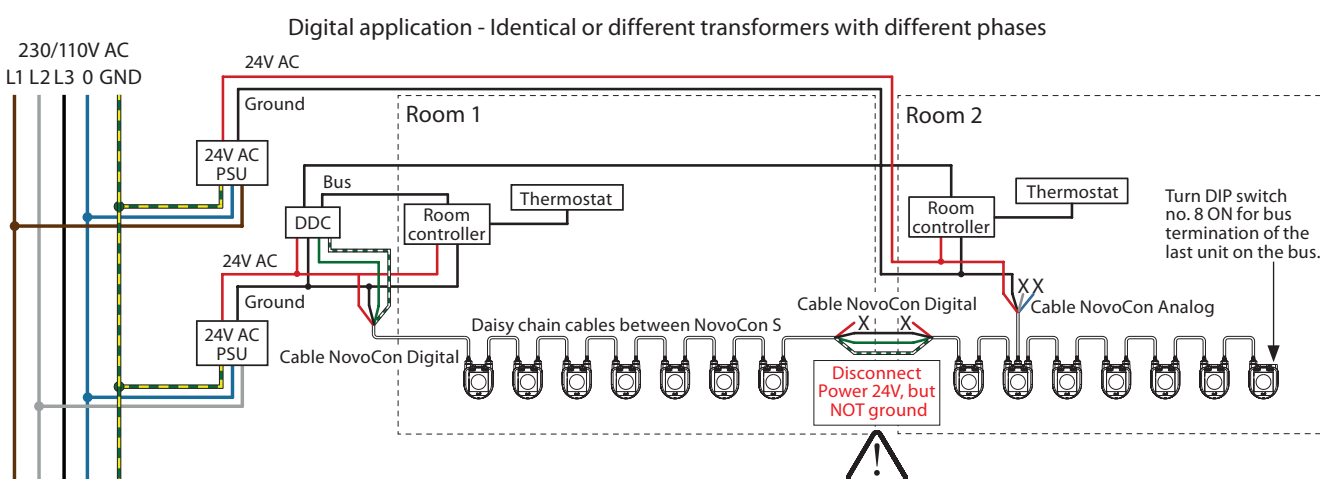 Digital application - Identical or different transformers with different phases
230/110V AC
L1 L2 L3 0 GND
24V AC
Ground
24V AC
PSU
Room 1
Room 2
Bus
DDC
Room
controller
Thermostat
Room
controller
Thermostat
Turn DIP switch
no. 8 ON for bus
termination of the
last unit on the bus.
24V AC
Ground
24V AC
PSU
Cable NovoCon Digital
Daisy chain cables between NovoCon S
Cable NovoCon Digital
X X
X X
Cable NovoCon Analog
Disconnect
Power 24V, but
NOT ground
!